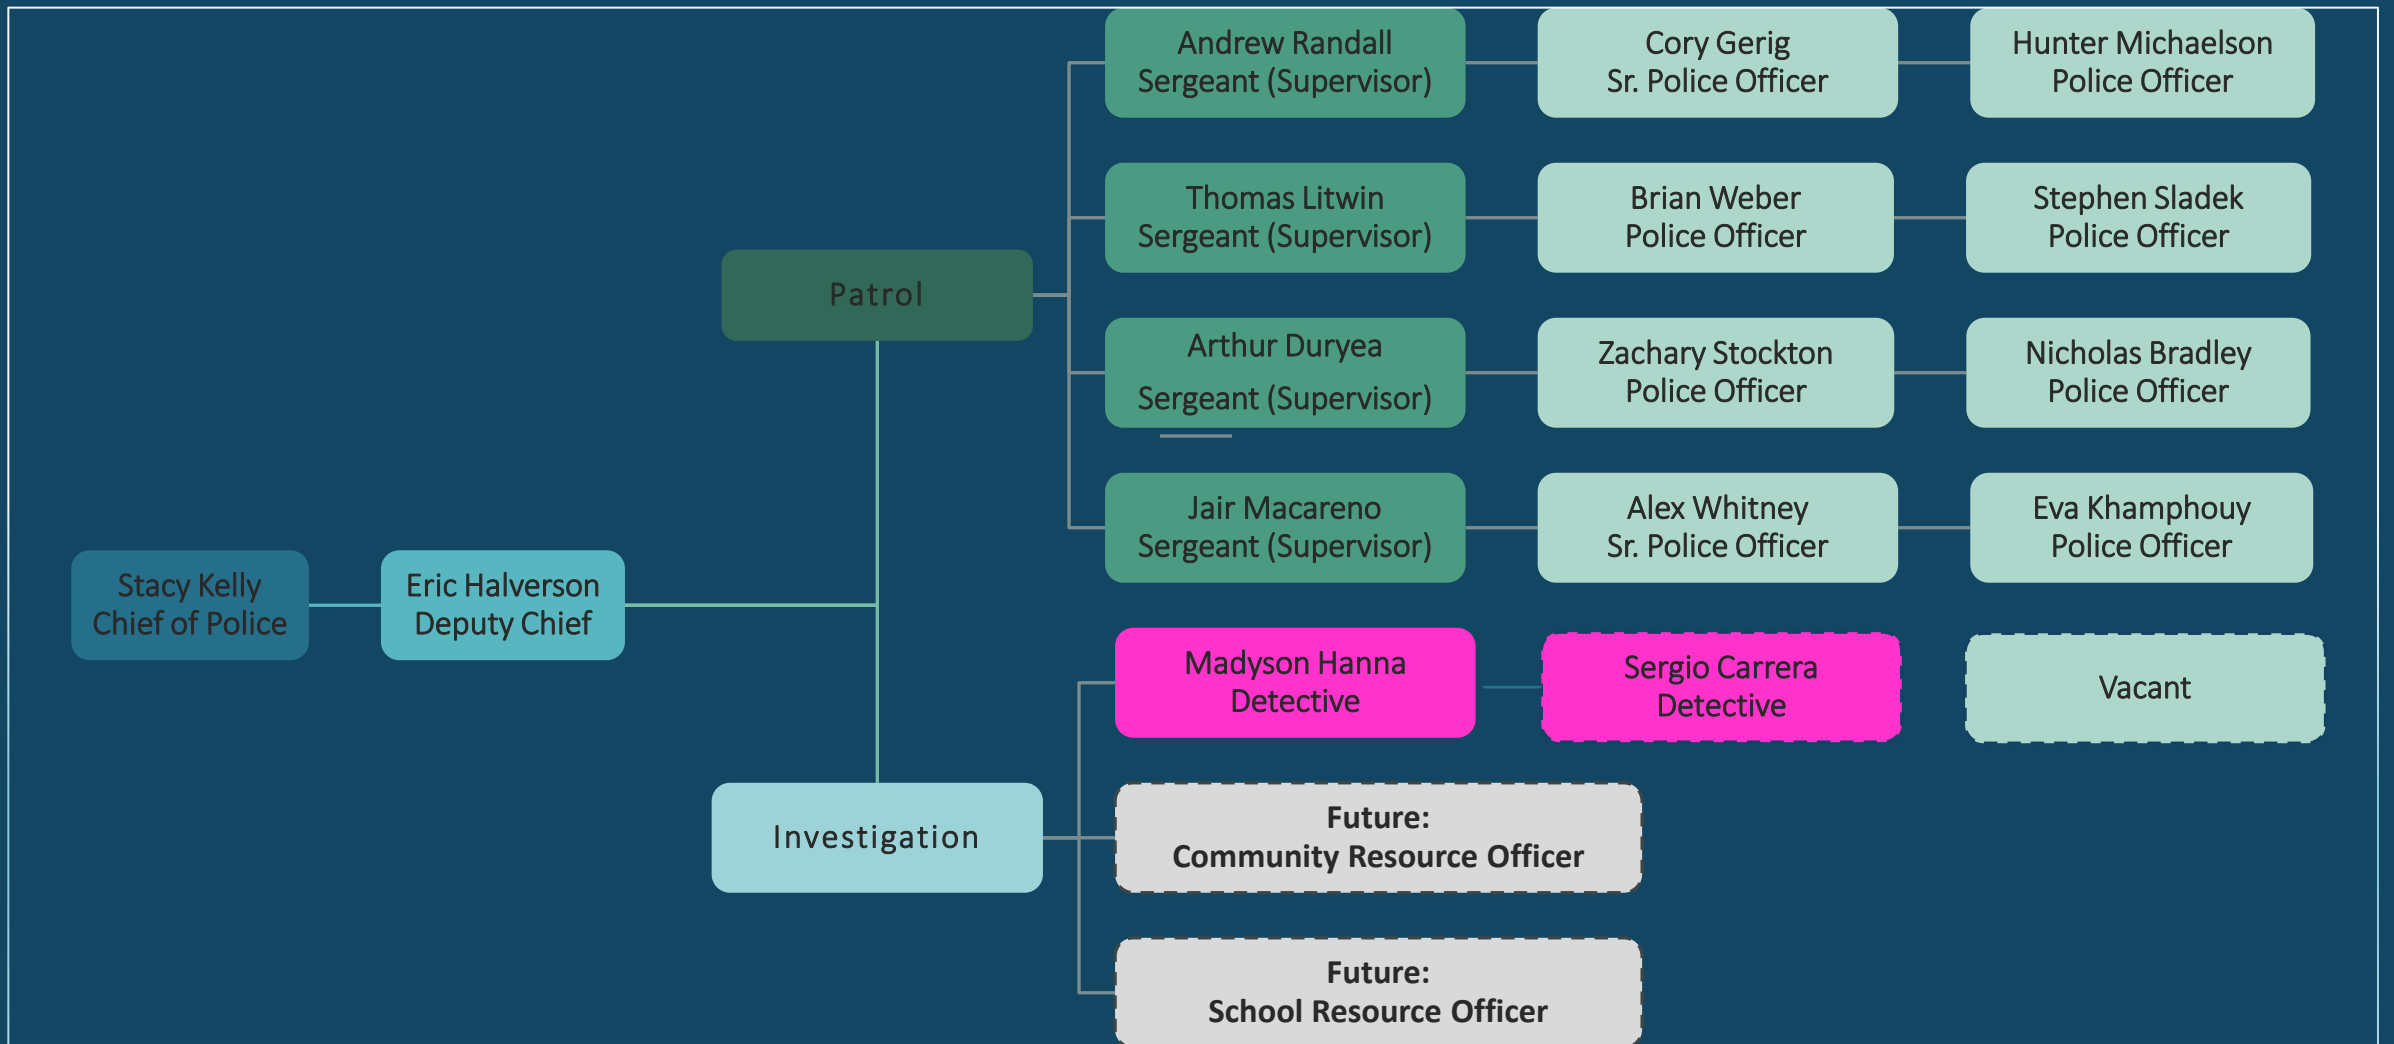 Andrew Randall
Sergeant (Supervisor)
Cory Gerig
Sr. Police Officer
Hunter Michaelson
Police Officer
Thomas Litwin
Sergeant (Supervisor)
Brian Weber
Police Officer
Stephen Sladek
Police Officer
Patrol
Arthur Duryea
Sergeant (Supervisor)
Zachary Stockton
Police Officer
Nicholas Bradley
Police Officer
Jair Macareno
Sergeant (Supervisor)
Alex Whitney
Sr. Police Officer
Eva Khamphouy
Police Officer
Stacy Kelly
Chief of Police
Eric Halverson
Deputy Chief
Madyson Hanna
Detective
Sergio Carrera
Detective
Vacant
Investigation
Future:
Community Resource Officer
Future:
School Resource Officer